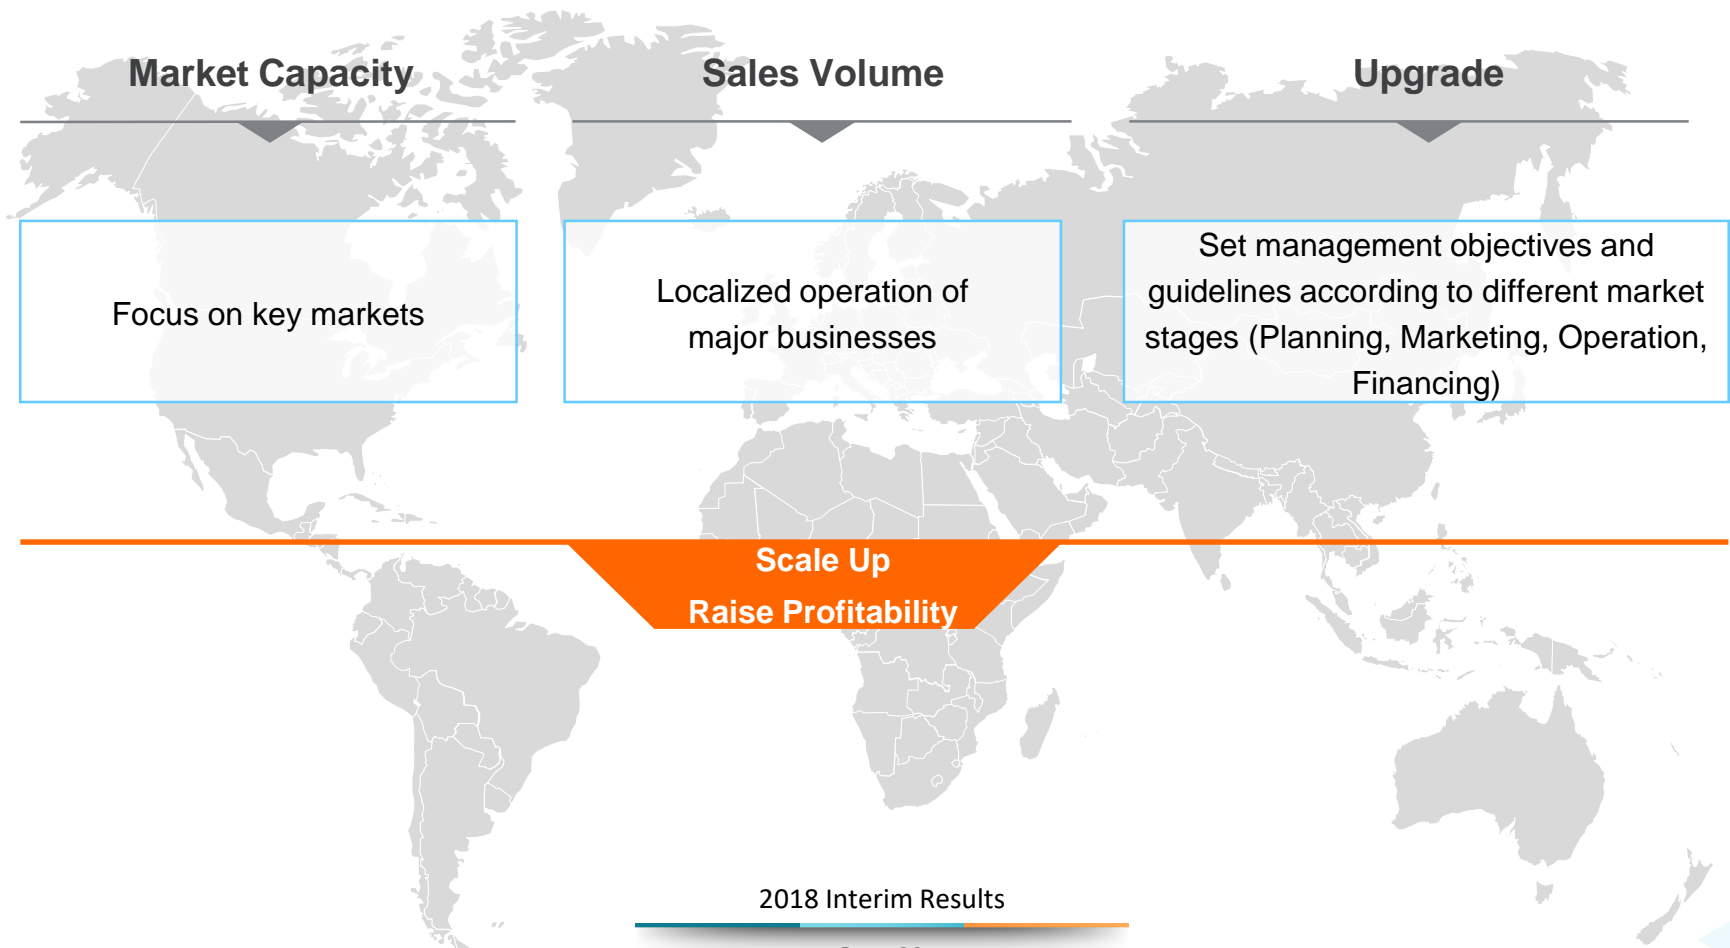 Market Capacity
Sales Volume
Upgrade
Focus on key markets
Localized operation of
major businesses
Set management objectives and
guidelines according to different market
stages (Planning, Marketing, Operation,
Financing)
Scale Up
Raise Profitability
2018 Interim Results